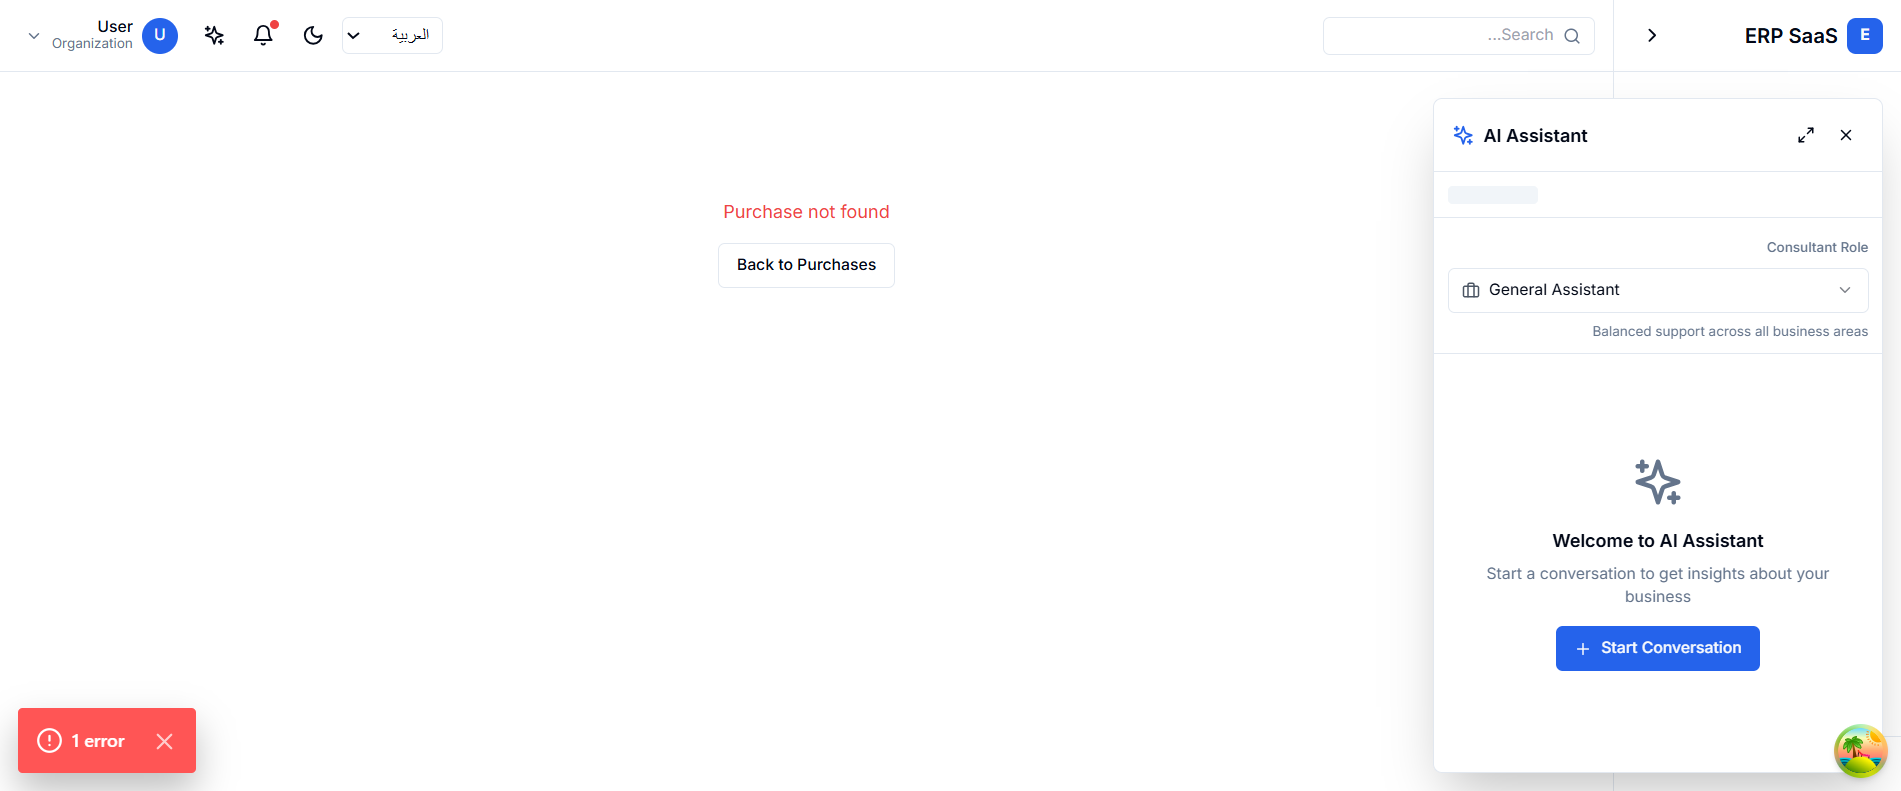 User
Organization
U
العربية
Search...
ERP SaaS
E
Purchase not found
Back to Purchases
AI Assistant
Consultant Role
General Assistant
Balanced support across all business areas
Welcome to AI Assistant
Start a conversation to get insights about your
business
Start Conversation
1 error